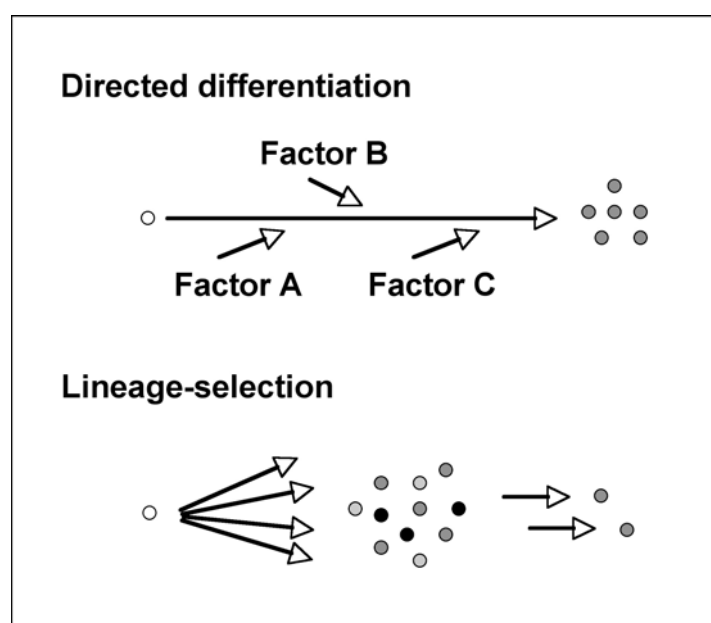 Directed differentiation
Factor B
Factor A
Factor C
Lineage-selection